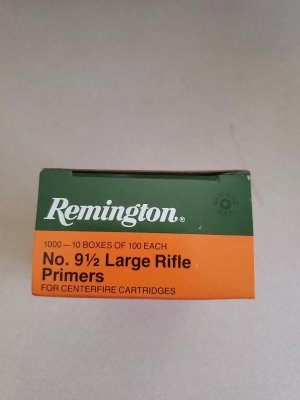 Remington®
1000—10 BOXES OF 100 EACH
No. 9½ Large Rifle
Primers
FOR CENTERFIRE CARTRIDGES